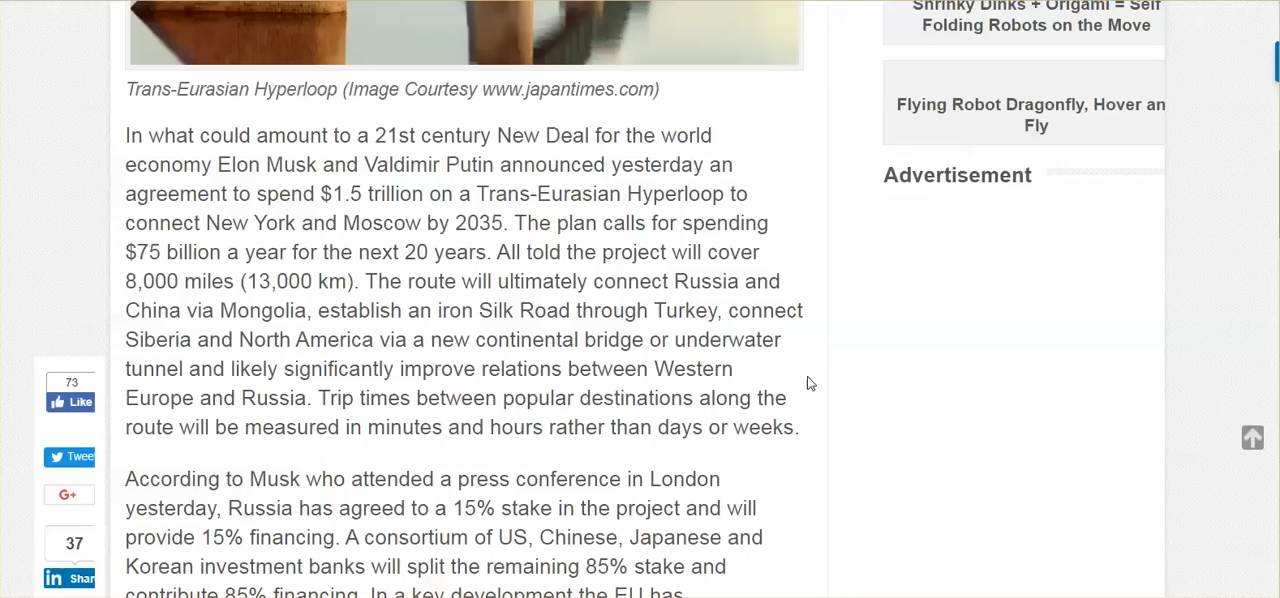 Shrinky Dinks + Origami = Self
Folding Robots on the Move
Flying Robot Dragonfly, Hover an
Fly
Advertisement
Trans-Eurasian Hyperloop (Image Courtesy www.japantimes.com)
In what could amount to a 21st century New Deal for the world
economy Elon Musk and Valdimir Putin announced yesterday an
agreement to spend $1.5 trillion on a Trans-Eurasian Hyperloop to
connect New York and Moscow by 2035. The plan calls for spending
$75 billion a year for the next 20 years. All told the project will cover
8,000 miles (13,000 km). The route will ultimately connect Russia and
China via Mongolia, establish an iron Silk Road through Turkey, connect
Siberia and North America via a new continental bridge or underwater
tunnel and likely significantly improve relations between Western
Europe and Russia. Trip times between popular destinations along the
route will be measured in minutes and hours rather than days or weeks.
According to Musk who attended a press conference in London
yesterday, Russia has agreed to a 15% stake in the project and will
provide 15% financing. A consortium of US, Chinese, Japanese and
Korean investment banks will split the remaining 85% stake and
contribute 85% financing. In a key development the EU has
73
Like
Twee
G+
37
in Shar